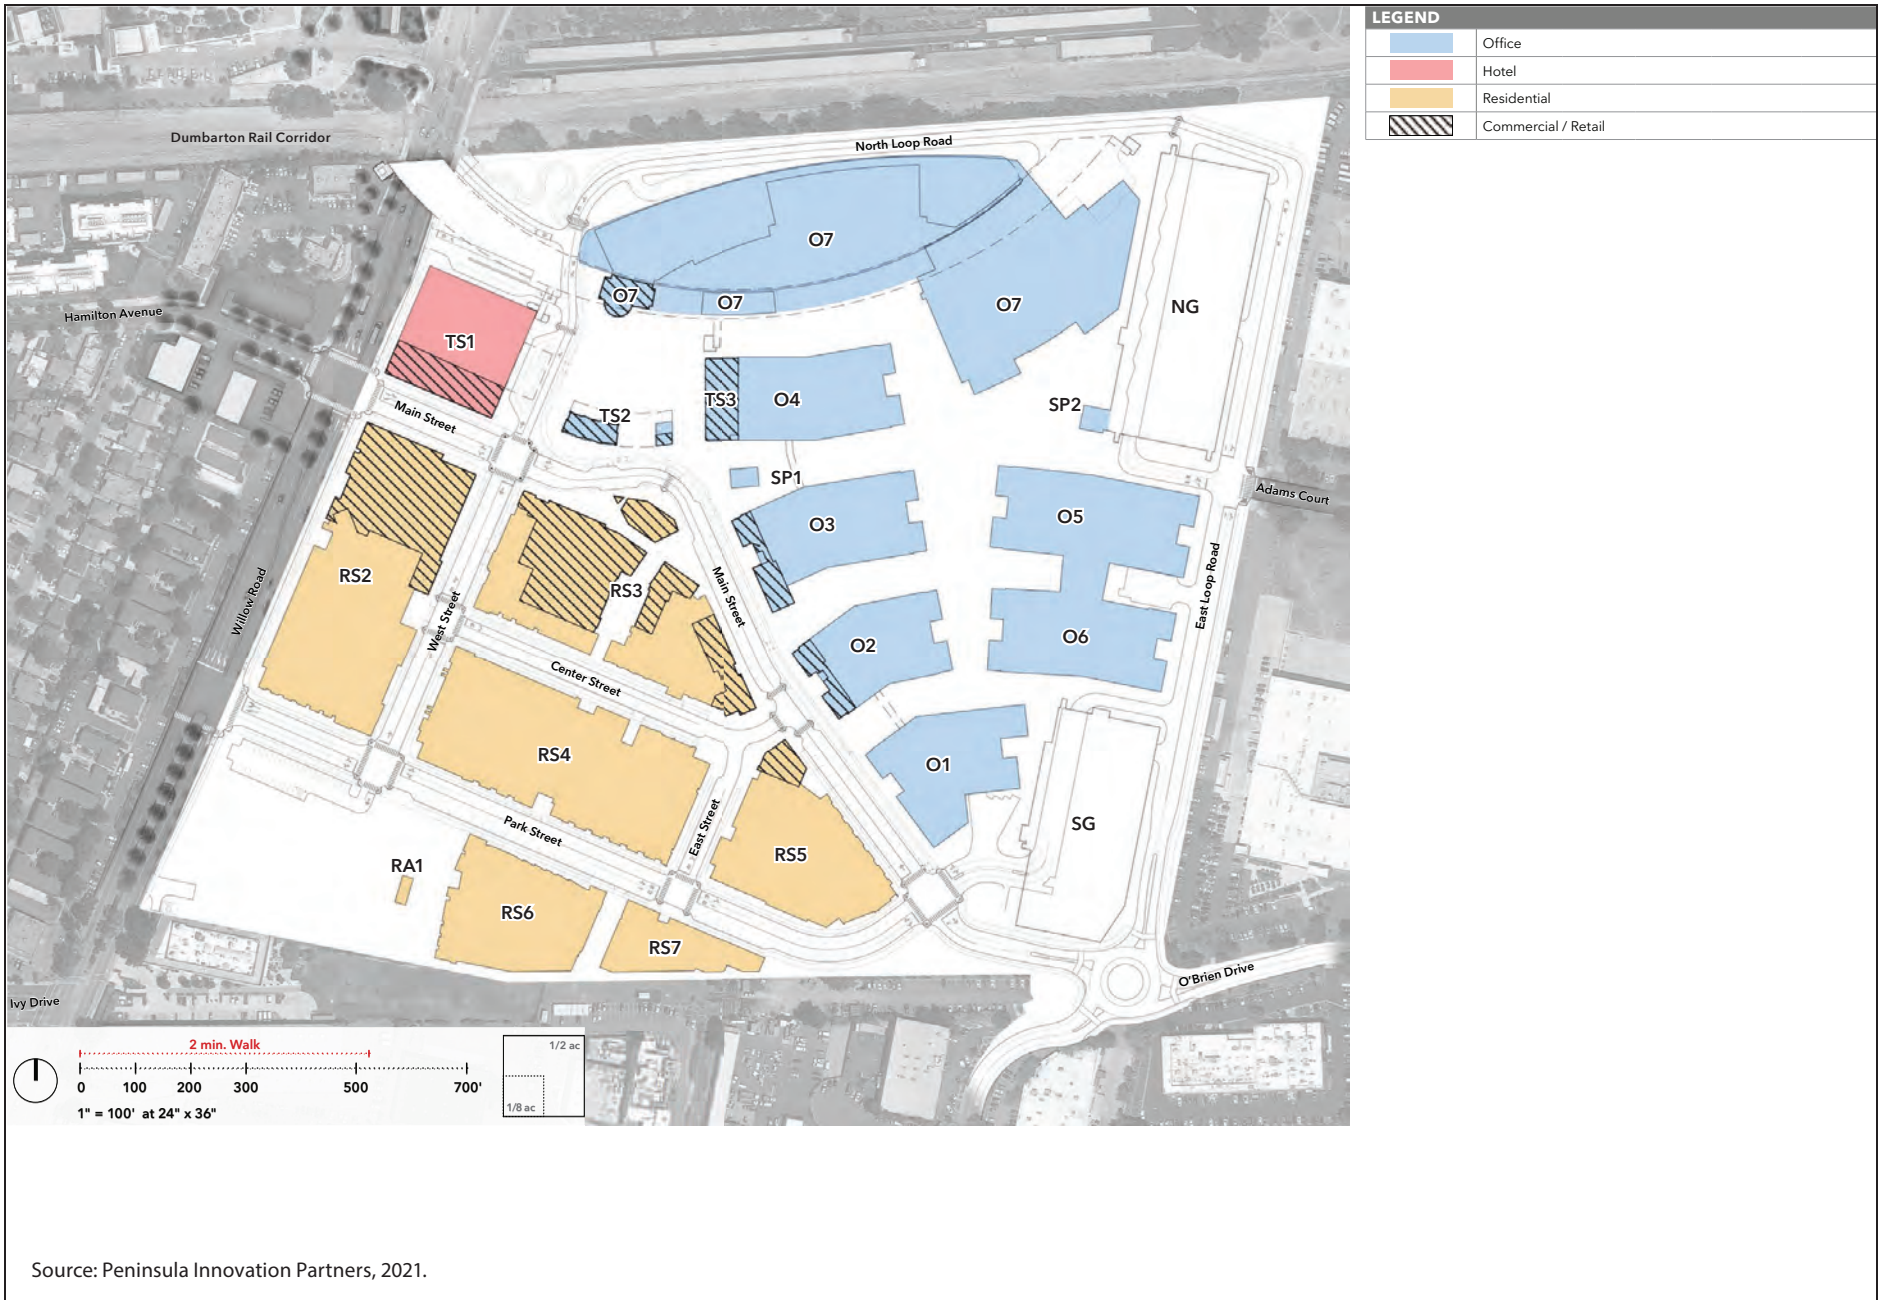 LEGEND
Office
Hotel
Residential
Commercial / Retail
Dumbarton Rail Corridor
North Loop Road
O7
O7
O7
O7
NG
Hamilton Avenue
TS1
TS2
TS3
O4
SP2
Main Street
SP1
Adams Court
O3
O5
RS2
RS3
Main Street
East Loop Road
Willow Road
West Street
O2
O6
Center Street
RS4
O1
East Street
Park Street
SG
RS5
RA1
RS6
RS7
O'Brien Drive
Ivy Drive
2 min. Walk
0 100 200 300 500 700'
1" = 100' at 24" x 36"
1/2 ac
1/8 ac
Source: Peninsula Innovation Partners, 2021.